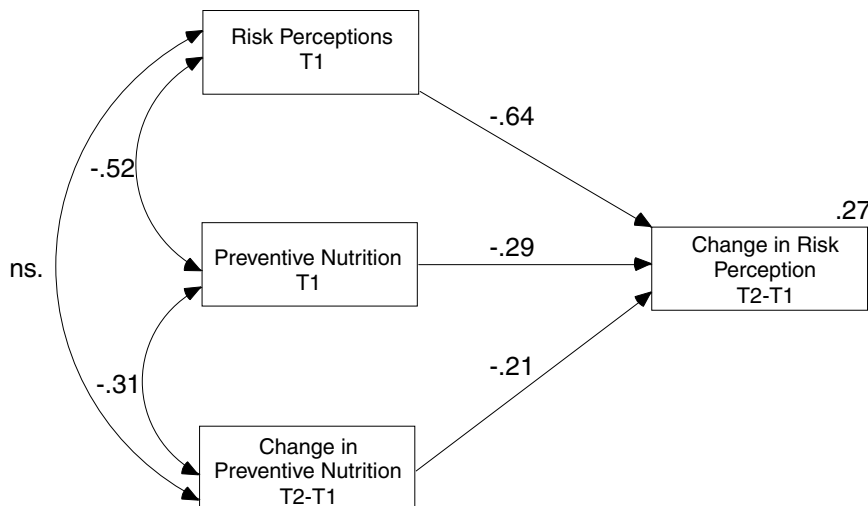 Risk Perceptions
T1
-.64
-.52
.27
Preventive Nutrition
T1
-.29
Change in Risk
Perception
T2-T1
ns.
-.31
-.21
Change in
Preventive Nutrition
T2-T1